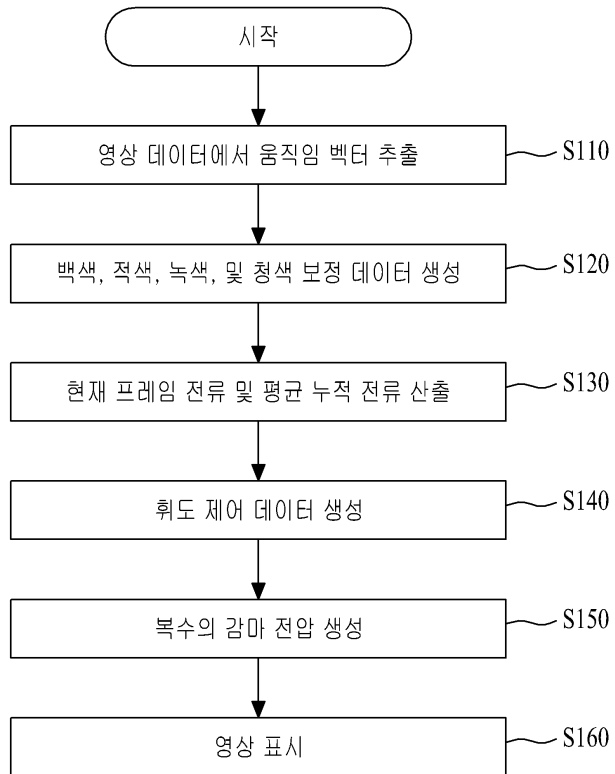 시작
영상 데이터에서 움직임 벡터 추출
S110
백색, 적색, 녹색, 및 청색 보정 데이터 생성
S120
현재 프레임 전류 및 평균 누적 전류 산출
S130
휘도 제어 데이터 생성
S140
복수의 감마 전압 생성
S150
영상 표시
S160